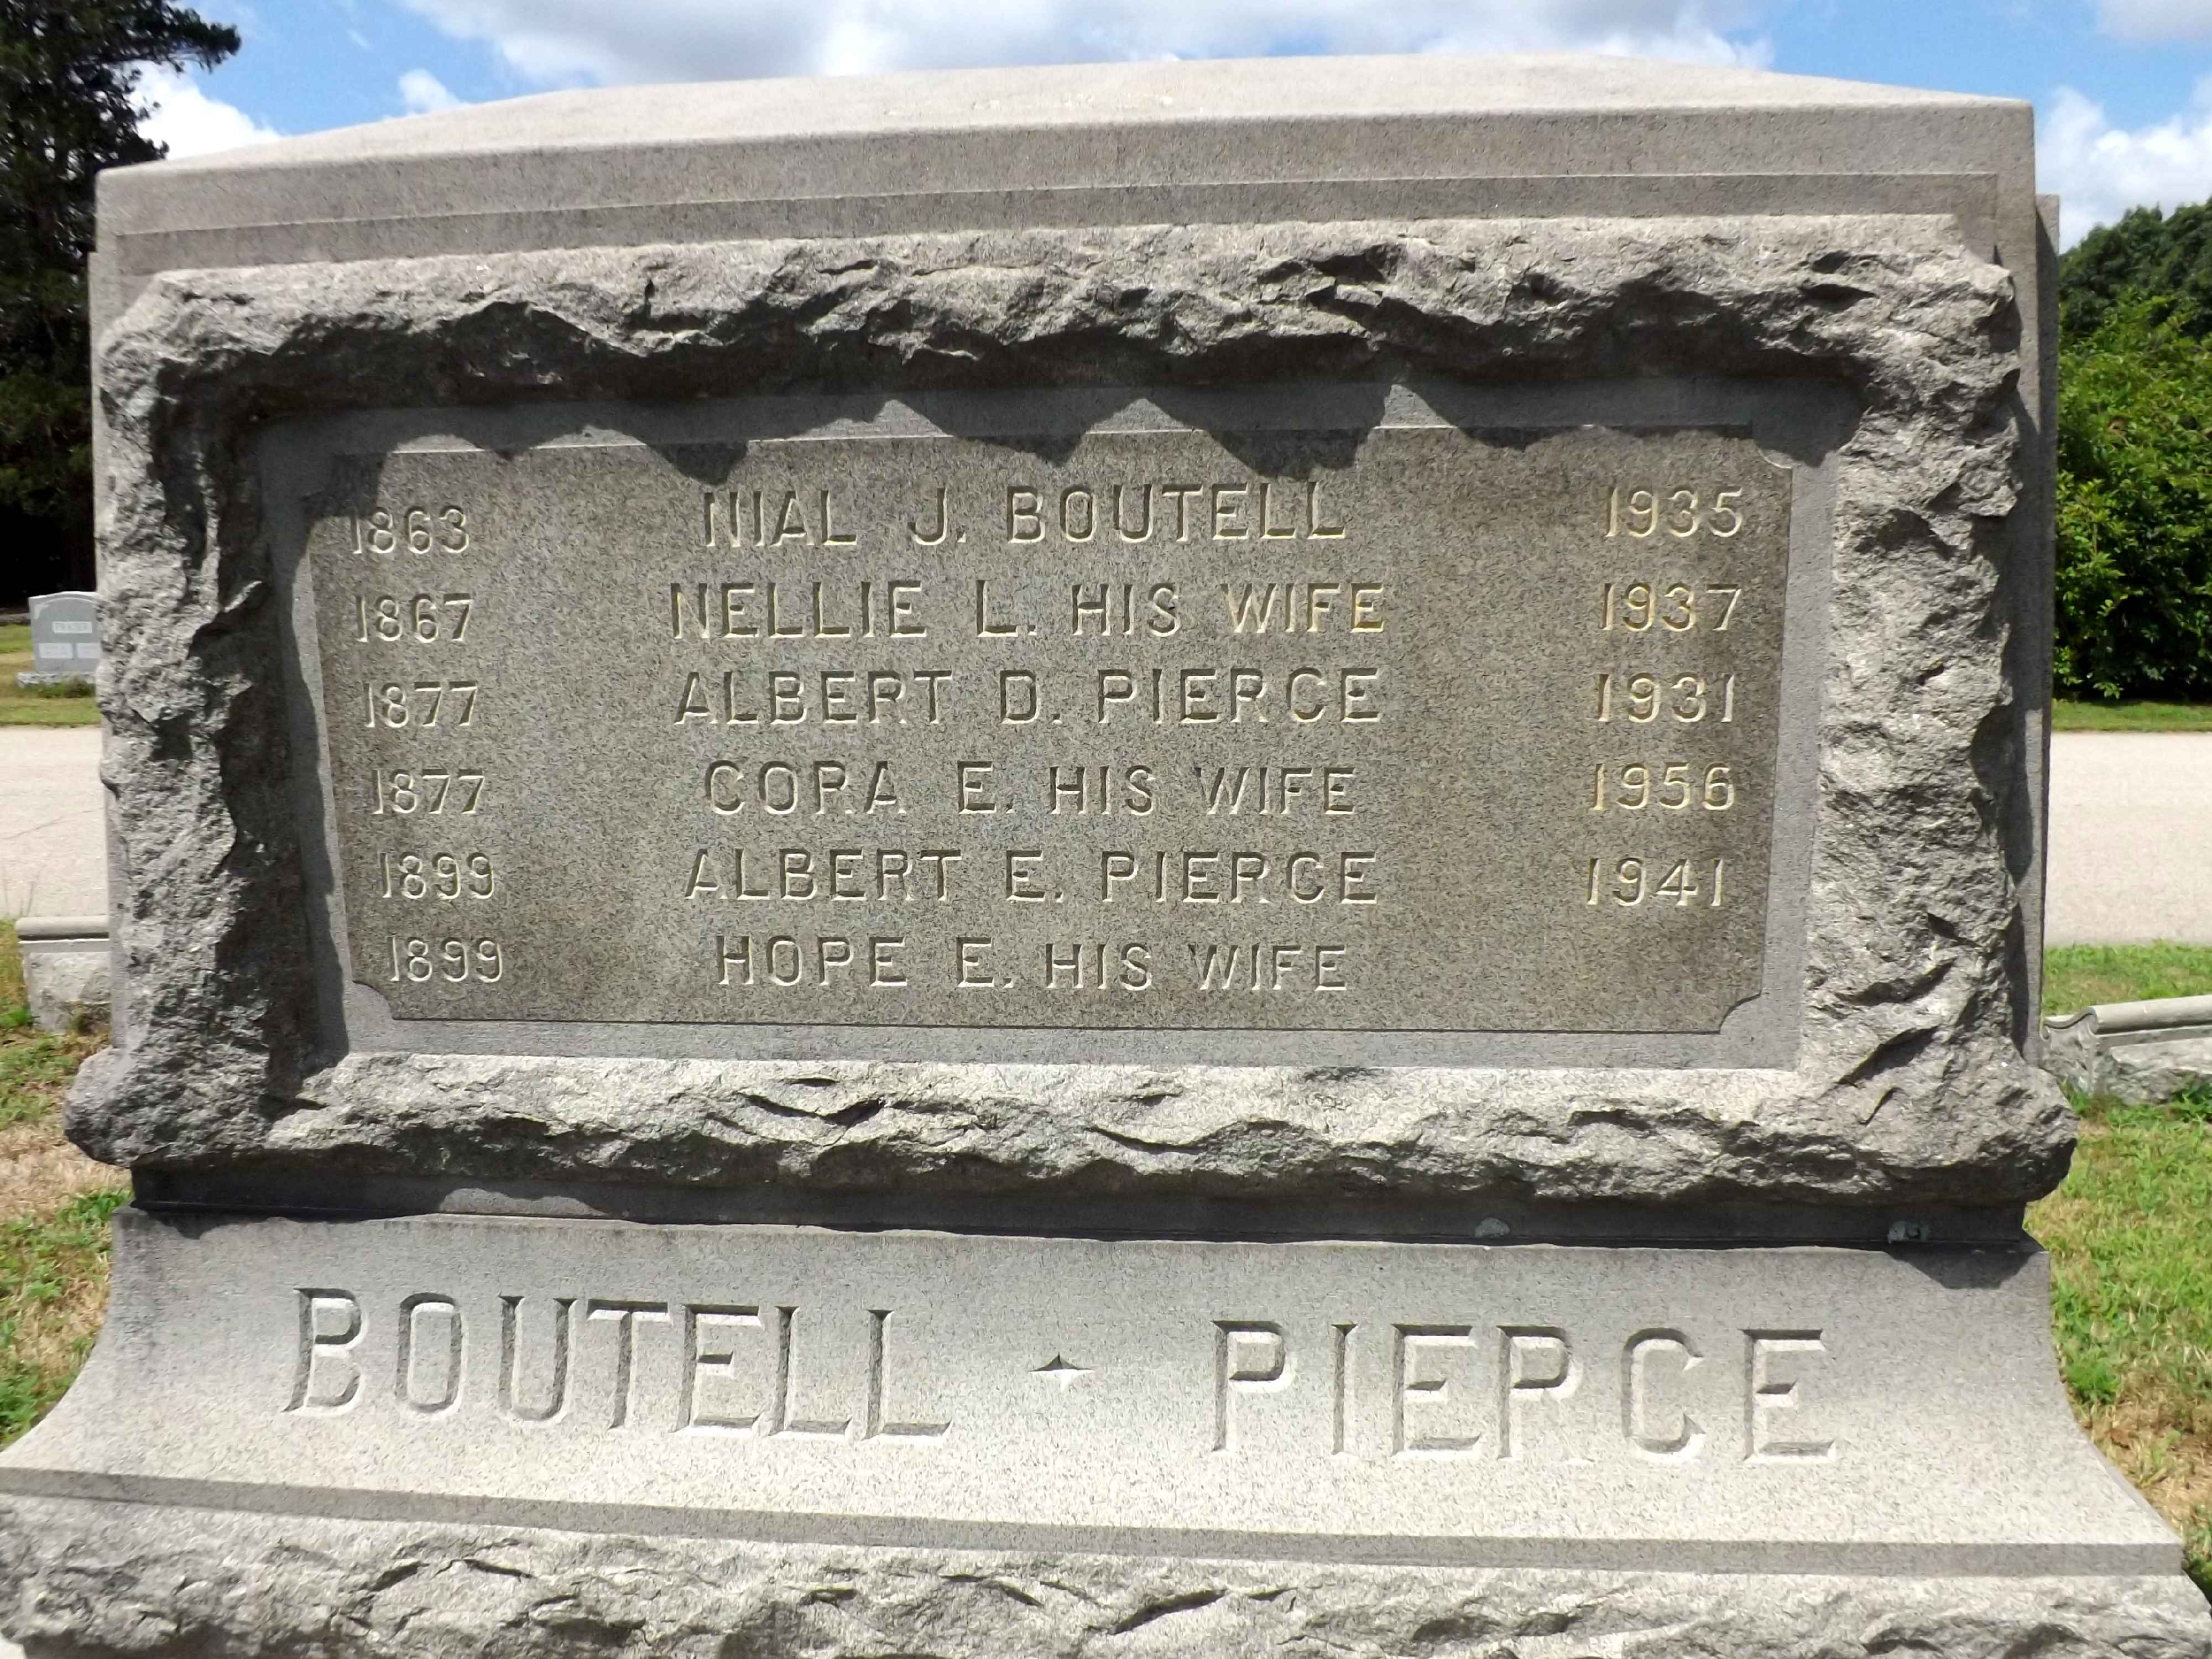 1863 NIAL J. BOUTELL 1935
1867 NELLIE L. HIS WIFE 1937
1877 ALBERT D. PIERCE 1931
1877 CORA E. HIS WIFE 1956
1899 ALBERT E. PIERCE 1941
1899 HOPE E. HIS WIFE
BOUTELL PIERCE